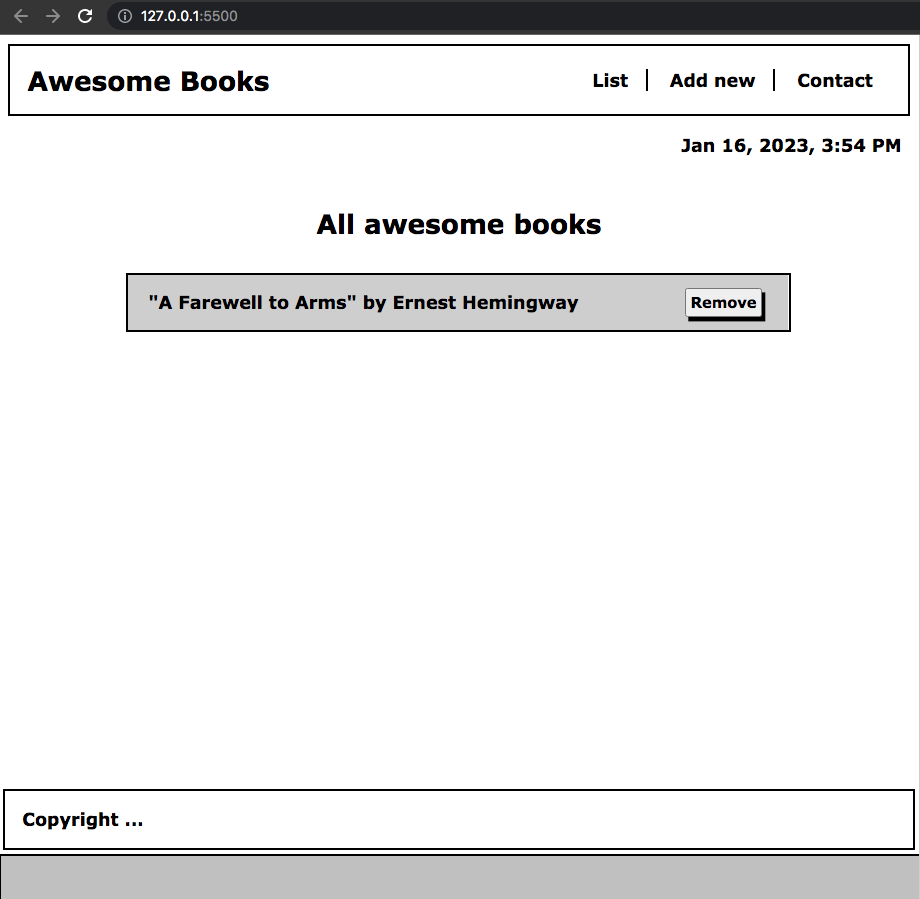 127.0.0.1:5500
Awesome Books List Add new Contact
Jan 16, 2023, 3:54 PM
All awesome books
"A Farewell to Arms" by Ernest Hemingway Remove
Copyright ...